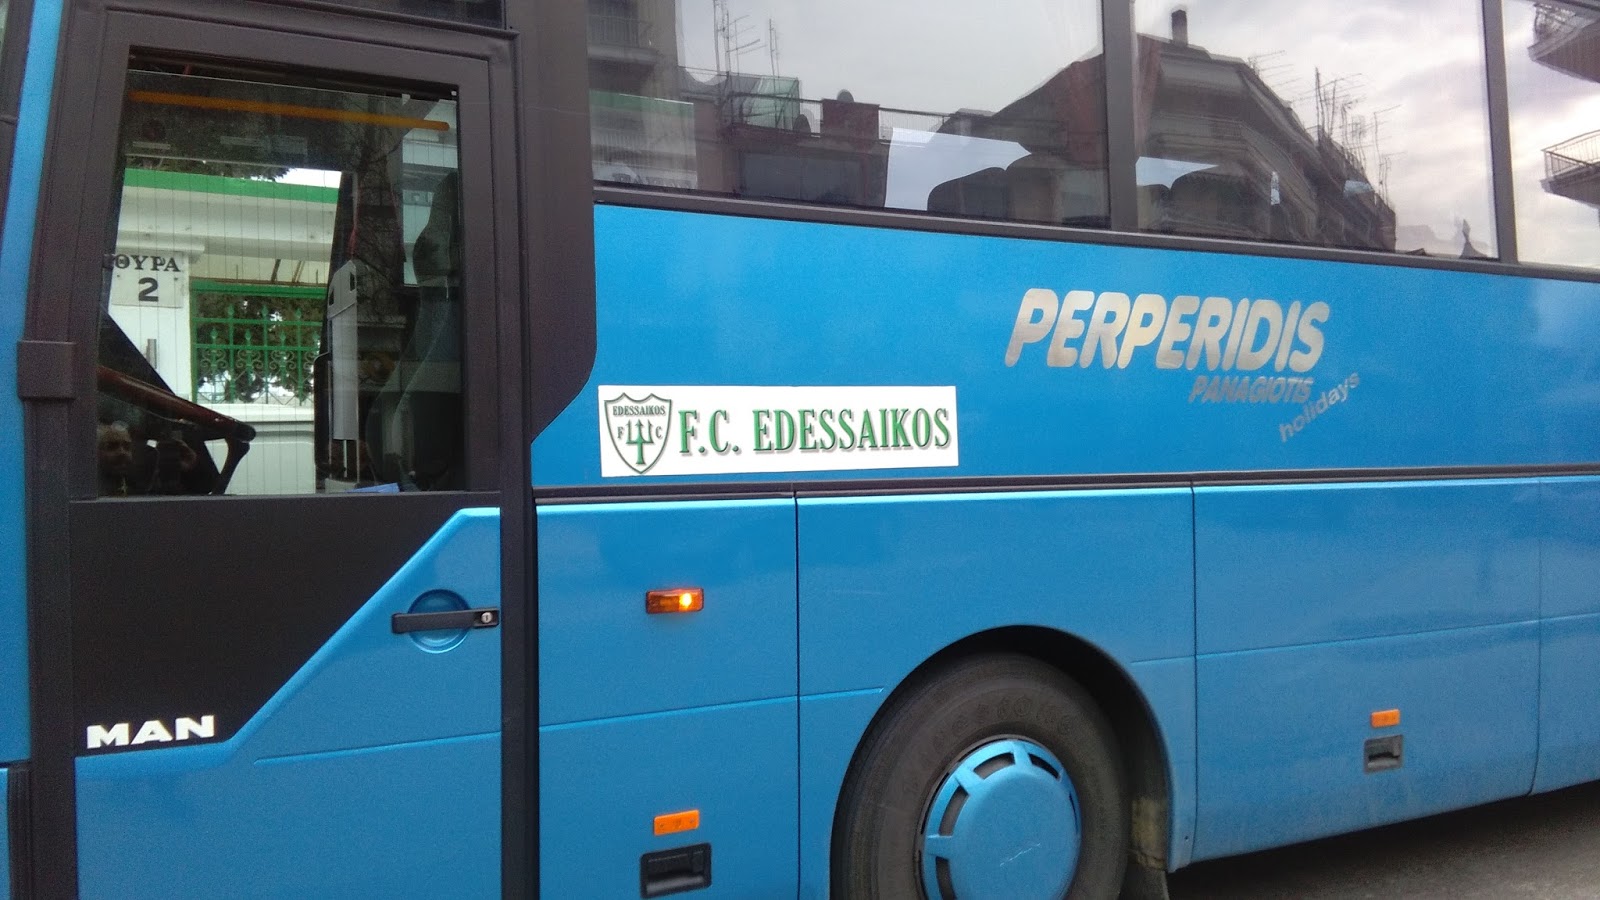 ΘΥΡΑ
2
PERPERIDIS
PANAGIOTIS
holidays
EDESSAIKOS
F C
F.C. EDESSAIKOS
MAN